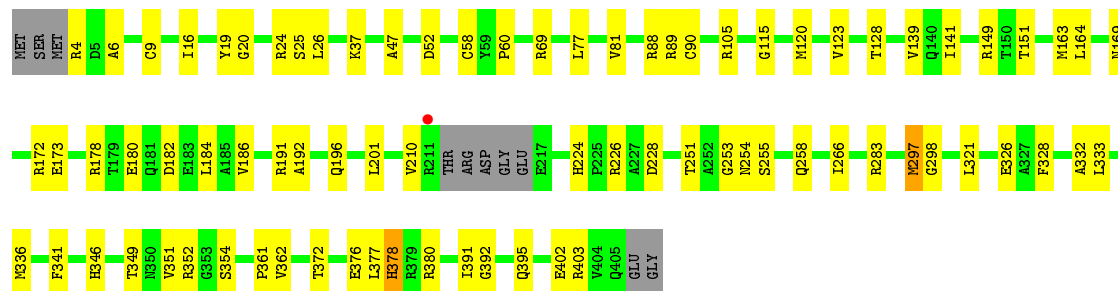 MET SER MET R4 D5 A6 C9 I16 Y19 G20 R24 S25 L26 K37 A47 D52 C58 Y59 P60 R69 L77 V81 R88 R89 C90 R105 G115 M120 V123 T128 V139 Q140 I141 R149 T150 T151 M163 L164
R172 E173 R178 T179 E180 Q181 D182 E183 L184 A185 V186 R191 A192 Q196 L201 V210 R211 THR ARG ASP GLY GLU E217 H224 P225 R226 A227 D228 T251 A252 G253 N254 S255 Q258 I266 R283 M297 G298 L321 E326 A327 F328 A332 L333
M336 F341 H346 T349 N350 V351 R352 G353 S354 P361 V362 T372 E376 L377 H378 R379 R380 I391 G392 Q395 E402 R403 V404 Q405 GLU GLY